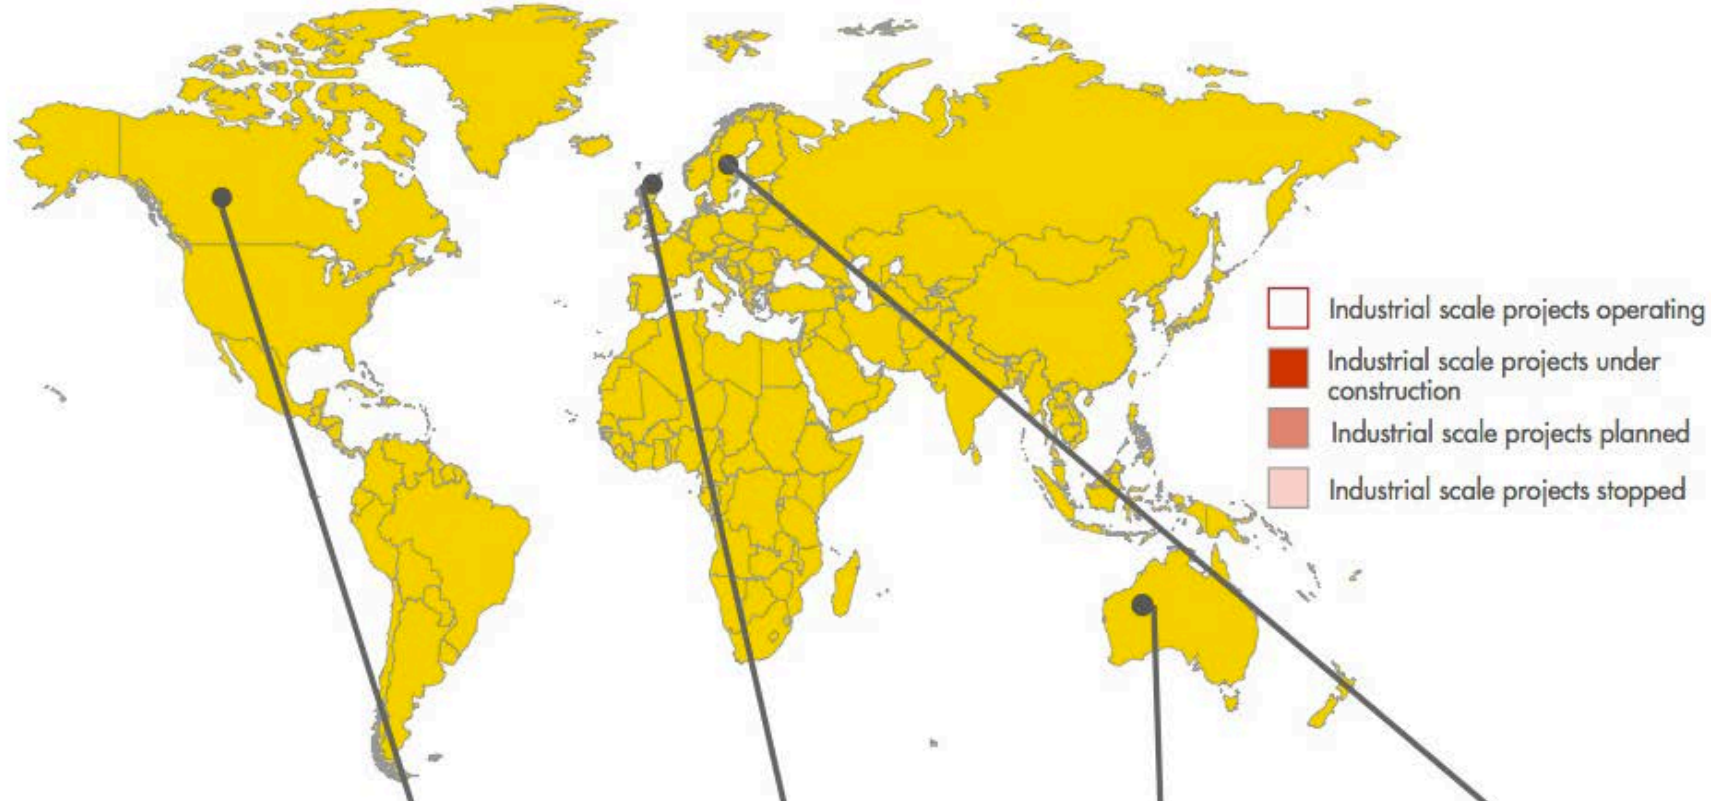 Industrial scale projects operating
Industrial scale projects under
construction
Industrial scale projects planned
Industrial scale projects stopped